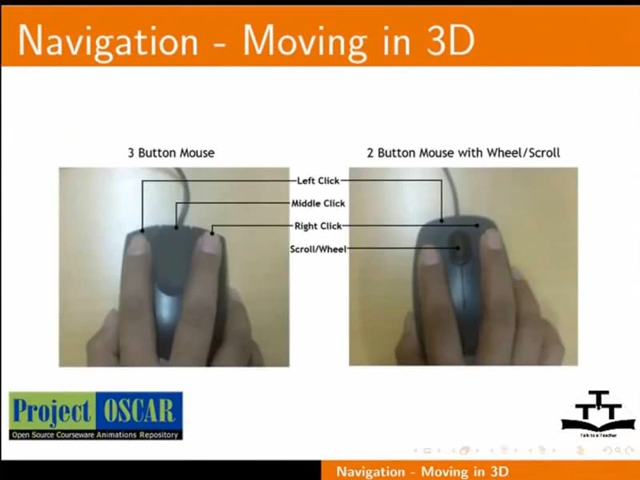 Navigation - Moving in 3D
3 Button Mouse
2 Button Mouse with Wheel/Scroll
Left Click
Middle Click
Right Click
Scroll/Wheel
Project OSCAR
Open Source Courseware Animations Repository
TTT
Talk to a Teacher
Navigation - Moving in 3D